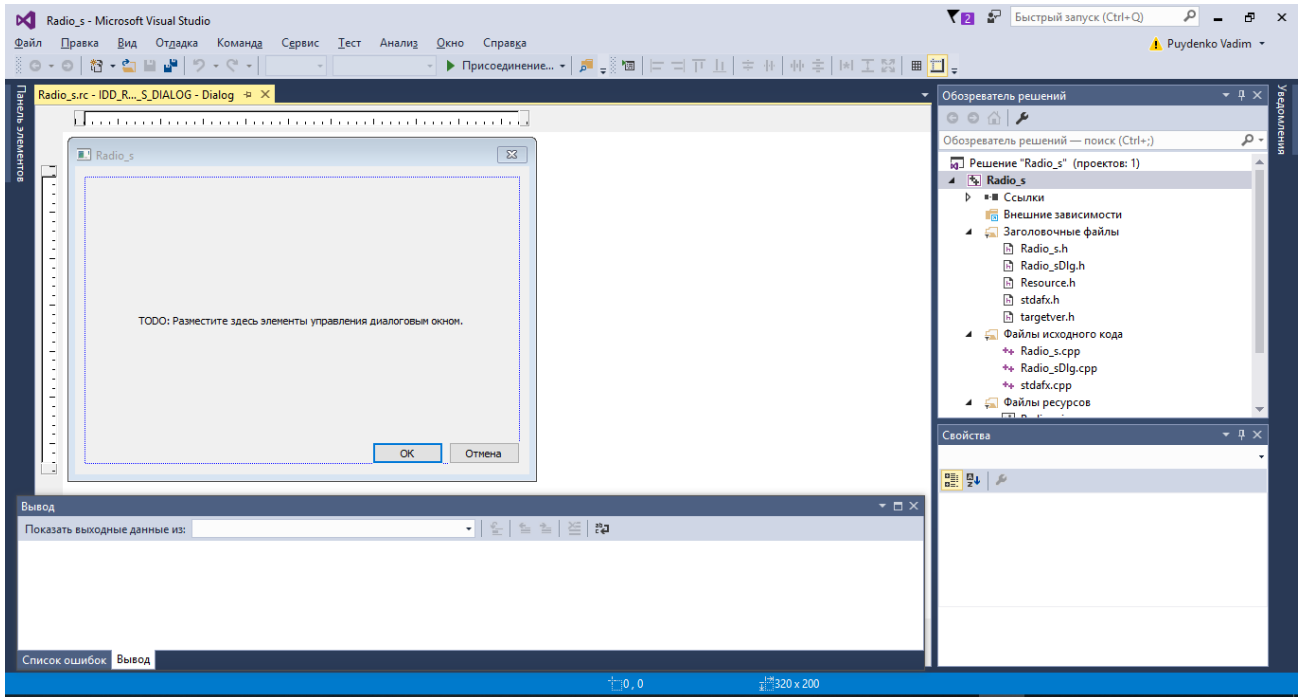 Radio_s - Microsoft Visual Studio
2
Быстрый запуск (Ctrl+Q)
Файл Правка Вид Отладка Команда Сервис Тест Анализ Окно Справка
Puydenko Vadim
Присоединение...
Панель элементов
Radio_s.rc - IDD_R..._S_DIALOG - Dialog
Radio_s
TODO: Разместите здесь элементы управления диалоговым окном.
OK
Отмена
Обозреватель решений
Обозреватель решений — поиск (Ctrl+;)
Решение "Radio_s" (проектов: 1)
Radio_s
Ссылки
Внешние зависимости
Заголовочные файлы
Radio_s.h
Radio_sDlg.h
Resource.h
stdafx.h
targetver.h
Файлы исходного кода
Radio_s.cpp
Radio_sDlg.cpp
stdafx.cpp
Файлы ресурсов
Уведомления
Свойства
Вывод
Показать выходные данные из:
Список ошибок Вывод
0 , 0
320 x 200